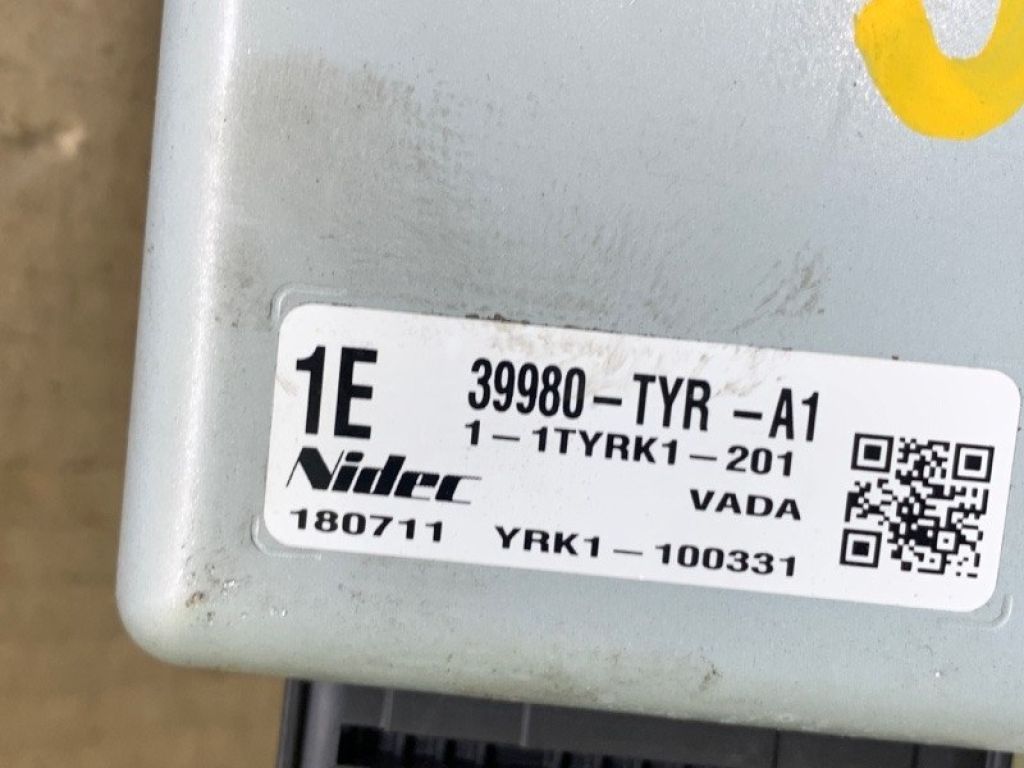 1E 39980-TYR-A1
1-1TYRK1-201
Nidec
VADA
180711 YRK1-100331